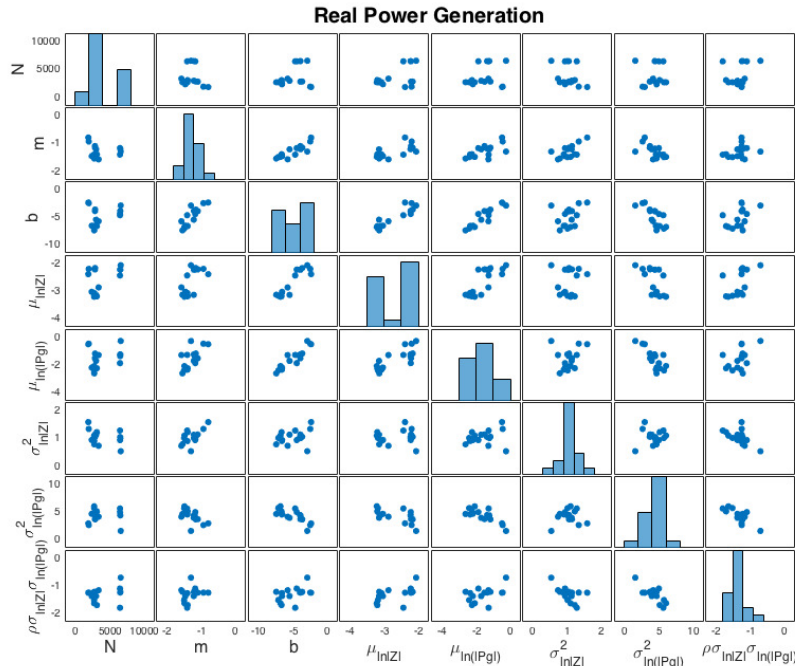 Real Power Generation
10000
5000
0
N
0
-1
-2
m
0
-5
-10
b
-2
-3
-4
μln|Z|
0
-2
-4
μln(|Pg|)
2
1
0
σ²ln|Z|
10
5
0
σ²ln(|Pg|)
0
-1
-2
ρσln|Z|σln(|Pg|)
0 5000 10000 -2 -1 0 -10 -5 0 -4 -3 -2 -4 -2 0 0 1 2 0 5 10 -2 -1 0
N m b μln|Z| μln(|Pg|) σ²ln|Z| σ²ln(|Pg|) ρσln|Z|σln(|Pg|)